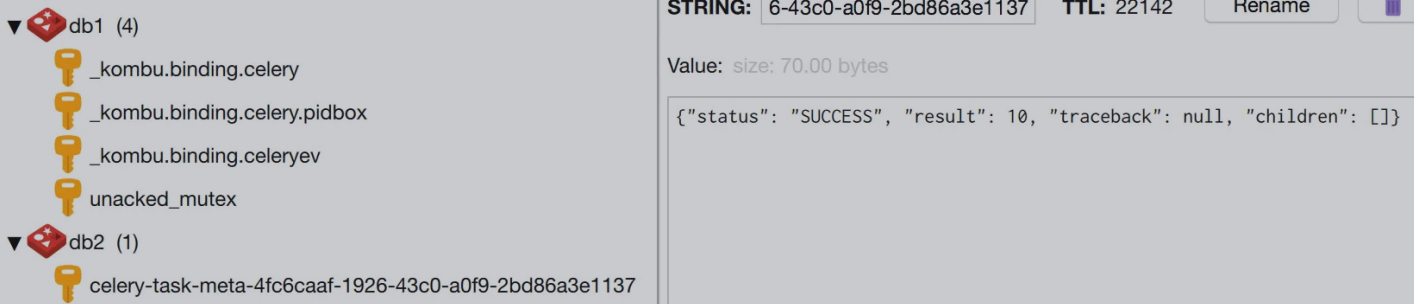 db1 (4)
_kombu.binding.celery
_kombu.binding.celery.pidbox
_kombu.binding.celeryev
unacked_mutex
db2 (1)
celery-task-meta-4fc6caaf-1926-43c0-a0f9-2bd86a3e1137
STRING: 6-43c0-a0f9-2bd86a3e1137 TTL: 22142 Rename
Value: size: 70.00 bytes
{"status": "SUCCESS", "result": 10, "traceback": null, "children": []}